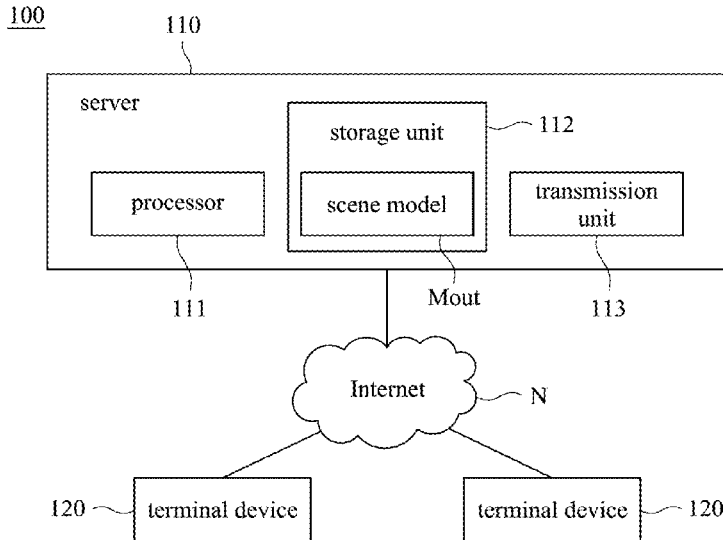 100
110
server
storage unit
112
processor
scene model
transmission
unit
111
Mout
113
Internet
N
120
terminal device
terminal device
120